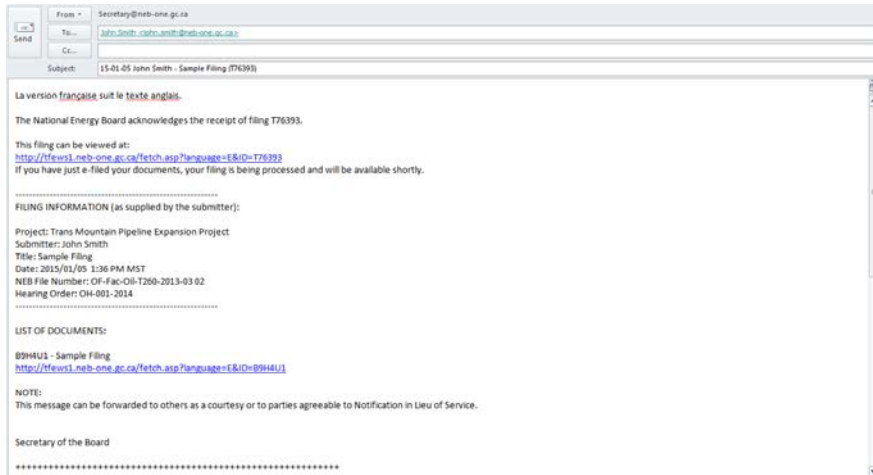 From
Secretary@neb-one.gc.ca
Send
To...
John Smith <john.smith@neb-one.gc.ca>
Cc...
Subject:
15-01-05 John Smith - Sample Filing (T76393)
La version française suit le texte anglais.
The National Energy Board acknowledges the receipt of filing T76393.
This filing can be viewed at:
http://tfews1.neb-one.gc.ca/fetch.asp?language=E&ID=T76393
If you have just e-filed your documents, your filing is being processed and will be available shortly.
----------------------------------------------------------
FILING INFORMATION (as supplied by the submitter):
Project: Trans Mountain Pipeline Expansion Project
Submitter: John Smith
Title: Sample Filing
Date: 2015/01/05 1:36 PM MST
NEB File Number: OF-Fac-Oil-T260-2013-03 02
Hearing Order: OH-001-2014
----------------------------------------------------------
LIST OF DOCUMENTS:
B9H4U1 - Sample Filing
http://tfews1.neb-one.gc.ca/fetch.asp?language=E&ID=B9H4U1
NOTE:
This message can be forwarded to others as a courtesy or to parties agreeable to Notification in Lieu of Service.
Secretary of the Board
+++++++++++++++++++++++++++++++++++++++++++++++++++++++++++